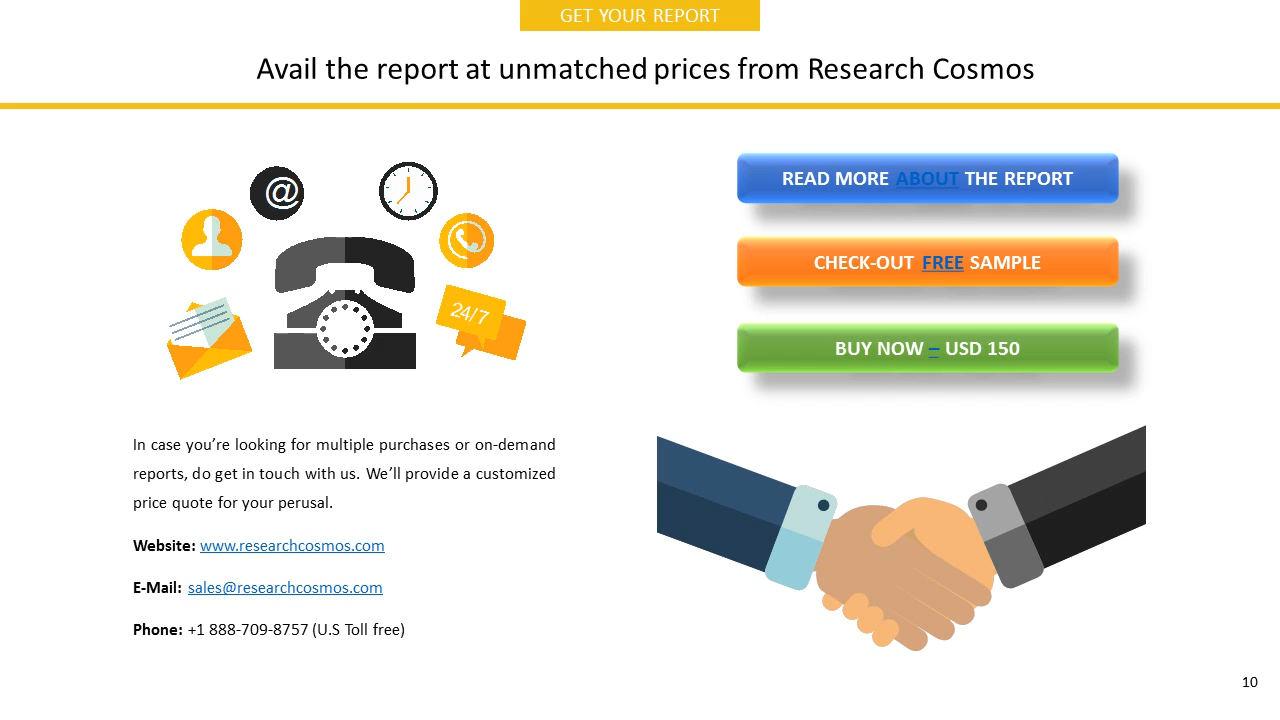 GET YOUR REPORT
Avail the report at unmatched prices from Research Cosmos
@
24/7
READ MORE ABOUT THE REPORT
CHECK-OUT FREE SAMPLE
BUY NOW – USD 150
In case you’re looking for multiple purchases or on-demand
reports, do get in touch with us. We’ll provide a customized
price quote for your perusal.
Website: www.researchcosmos.com
E-Mail: sales@researchcosmos.com
Phone: +1 888-709-8757 (U.S Toll free)
10